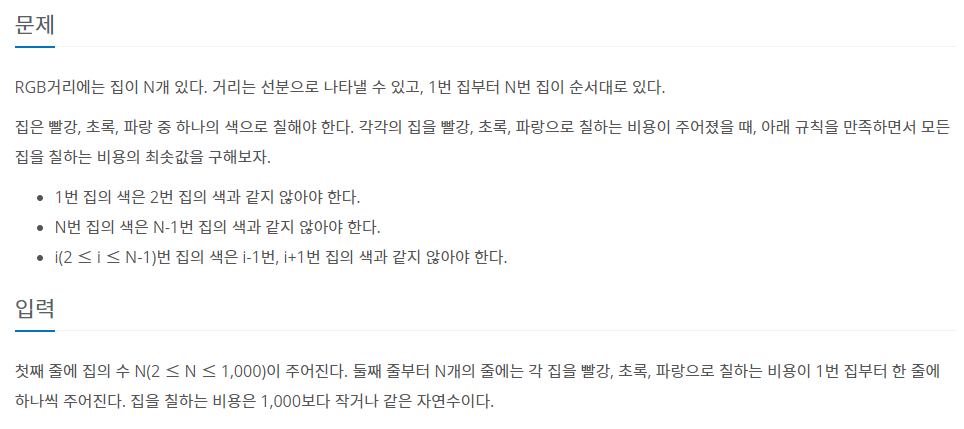 문제
RGB거리에는 집이 N개 있다. 거리는 선분으로 나타낼 수 있고, 1번 집부터 N번 집이 순서대로 있다.
집은 빨강, 초록, 파랑 중 하나의 색으로 칠해야 한다. 각각의 집을 빨강, 초록, 파랑으로 칠하는 비용이 주어졌을 때, 아래 규칙을 만족하면서 모든
집을 칠하는 비용의 최솟값을 구해보자.
• 1번 집의 색은 2번 집의 색과 같지 않아야 한다.
• N번 집의 색은 N-1번 집의 색과 같지 않아야 한다.
• i(2 ≤ i ≤ N-1)번 집의 색은 i-1번, i+1번 집의 색과 같지 않아야 한다.
입력
첫째 줄에 집의 수 N(2 ≤ N ≤ 1,000)이 주어진다. 둘째 줄부터 N개의 줄에는 각 집을 빨강, 초록, 파랑으로 칠하는 비용이 1번 집부터 한 줄에
하나씩 주어진다. 집을 칠하는 비용은 1,000보다 작거나 같은 자연수이다.